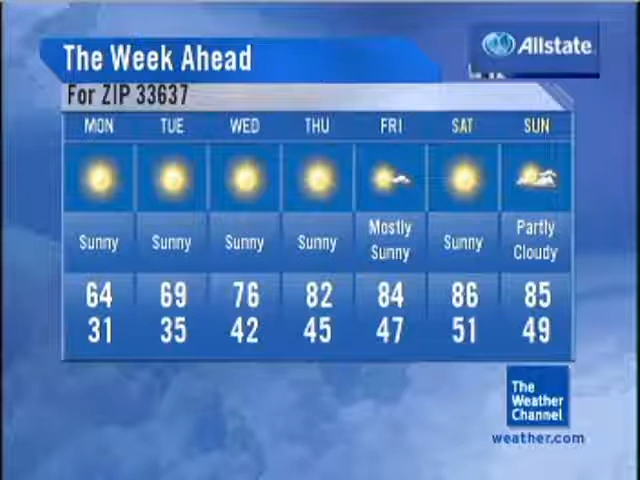 The Week Ahead
Allstate
For ZIP 33637
MON TUE WED THU FRI SAT SUN
Sunny Sunny Sunny Sunny Mostly Sunny Sunny Partly Cloudy
64 69 76 82 84 86 85
31 35 42 45 47 51 49
The
Weather
Channel
weather.com